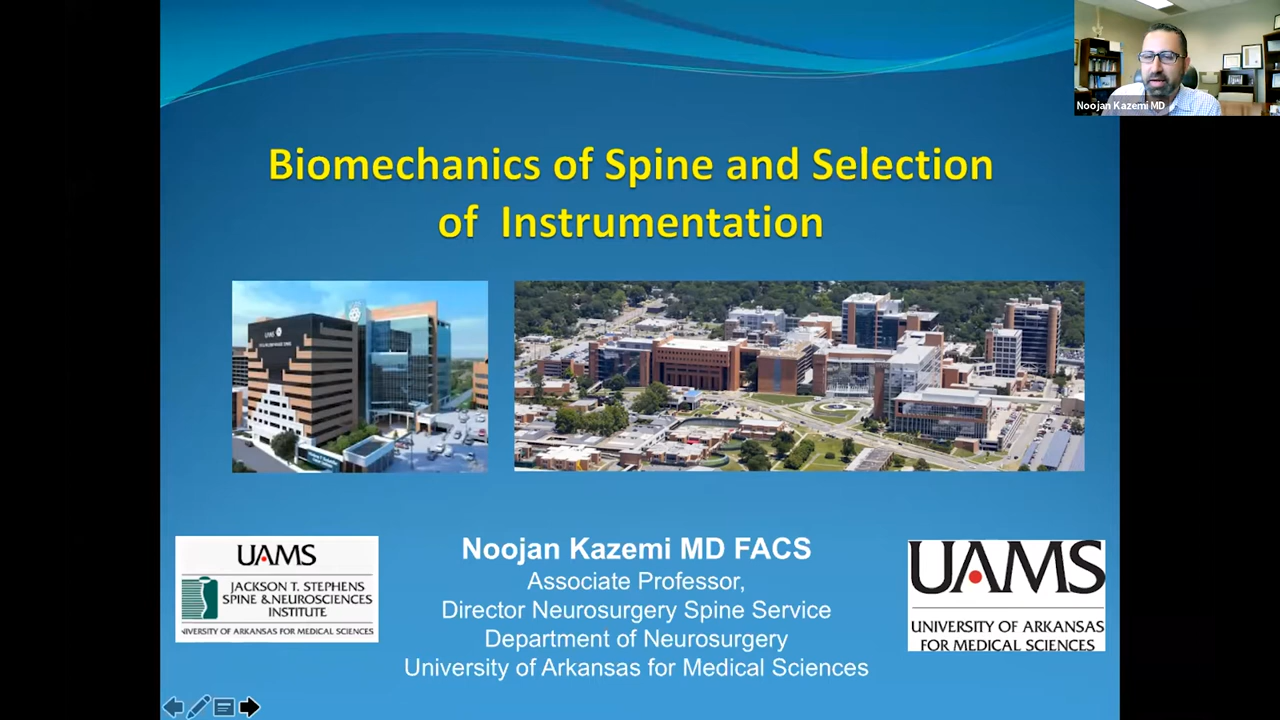 Noojan Kazemi MD
Biomechanics of Spine and Selection
of Instrumentation
UAMS
Noojan Kazemi MD FACS
Associate Professor,
Director Neurosurgery Spine Service
Department of Neurosurgery
University of Arkansas for Medical Sciences
UAMS
JACKSON T. STEPHENS
SPINE & NEUROSCIENCES
INSTITUTE
UNIVERSITY OF ARKANSAS FOR MEDICAL SCIENCES
UAMS
UNIVERSITY OF ARKANSAS
FOR MEDICAL SCIENCES